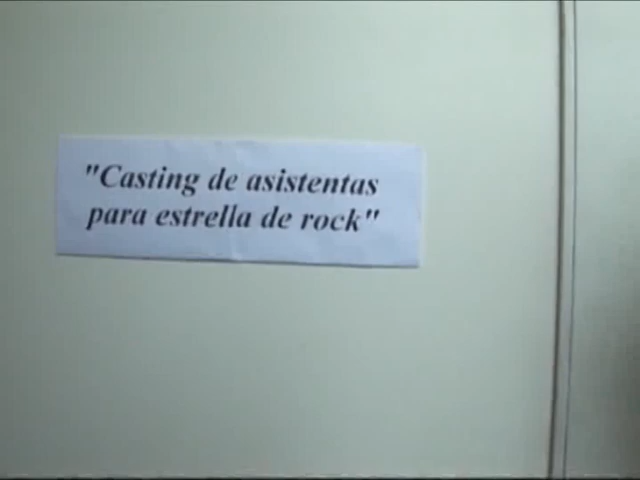 "Casting de asistentas
para estrella de rock"